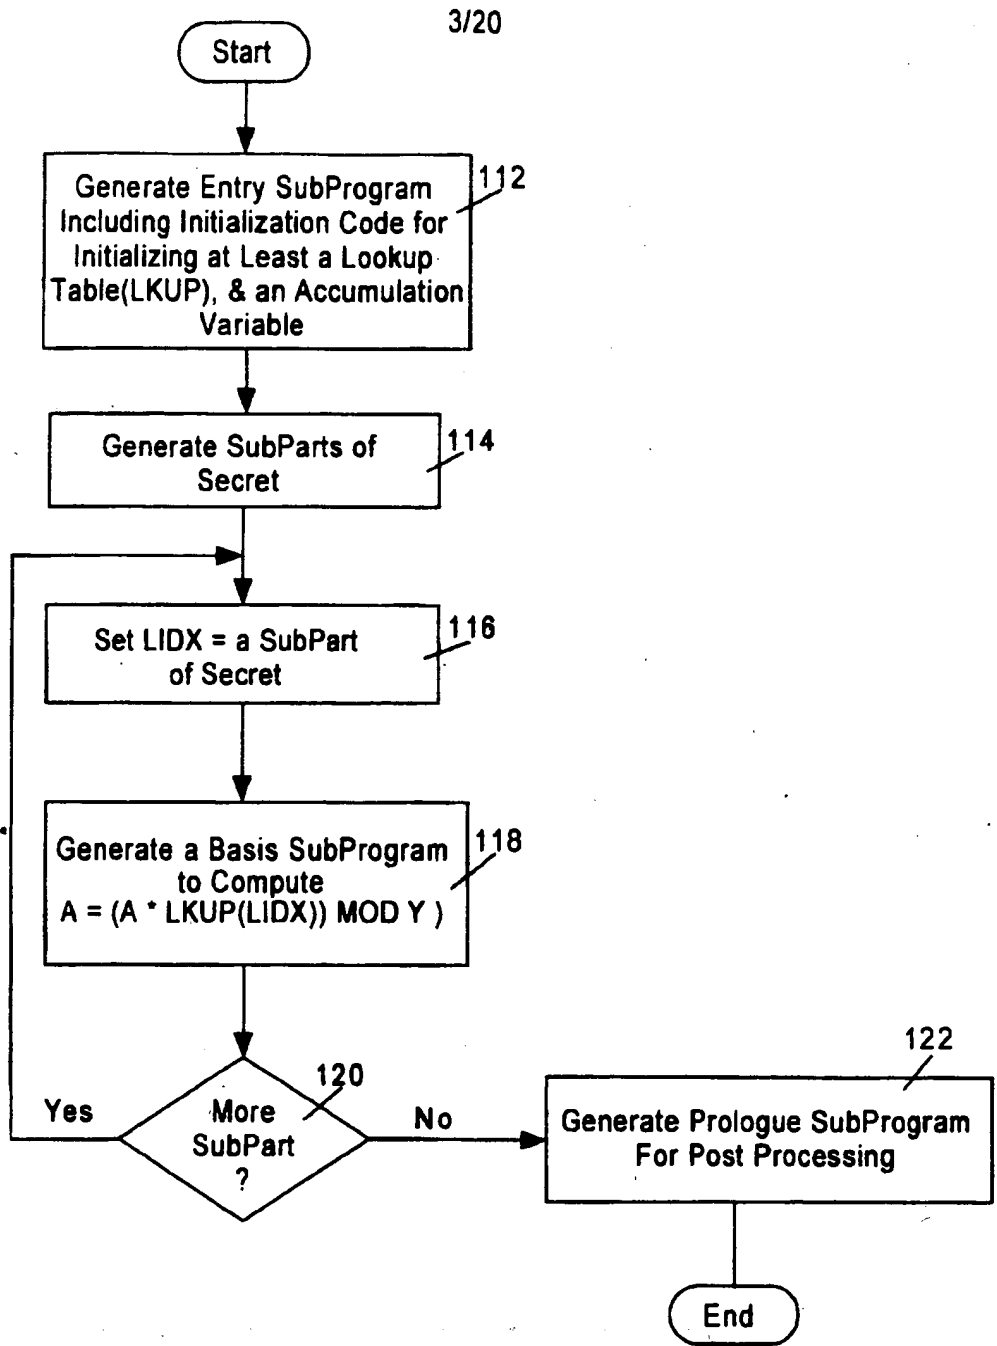 3/20
Start
112
Generate Entry SubProgram
Including Initialization Code for
Initializing at Least a Lookup
Table(LKUP), & an Accumulation
Variable
114
Generate SubParts of
Secret
116
Set LIDX = a SubPart
of Secret
118
Generate a Basis SubProgram
to Compute
A = (A * LKUP(LIDX)) MOD Y )
120
More
SubPart
?
Yes
No
122
Generate Prologue SubProgram
For Post Processing
End